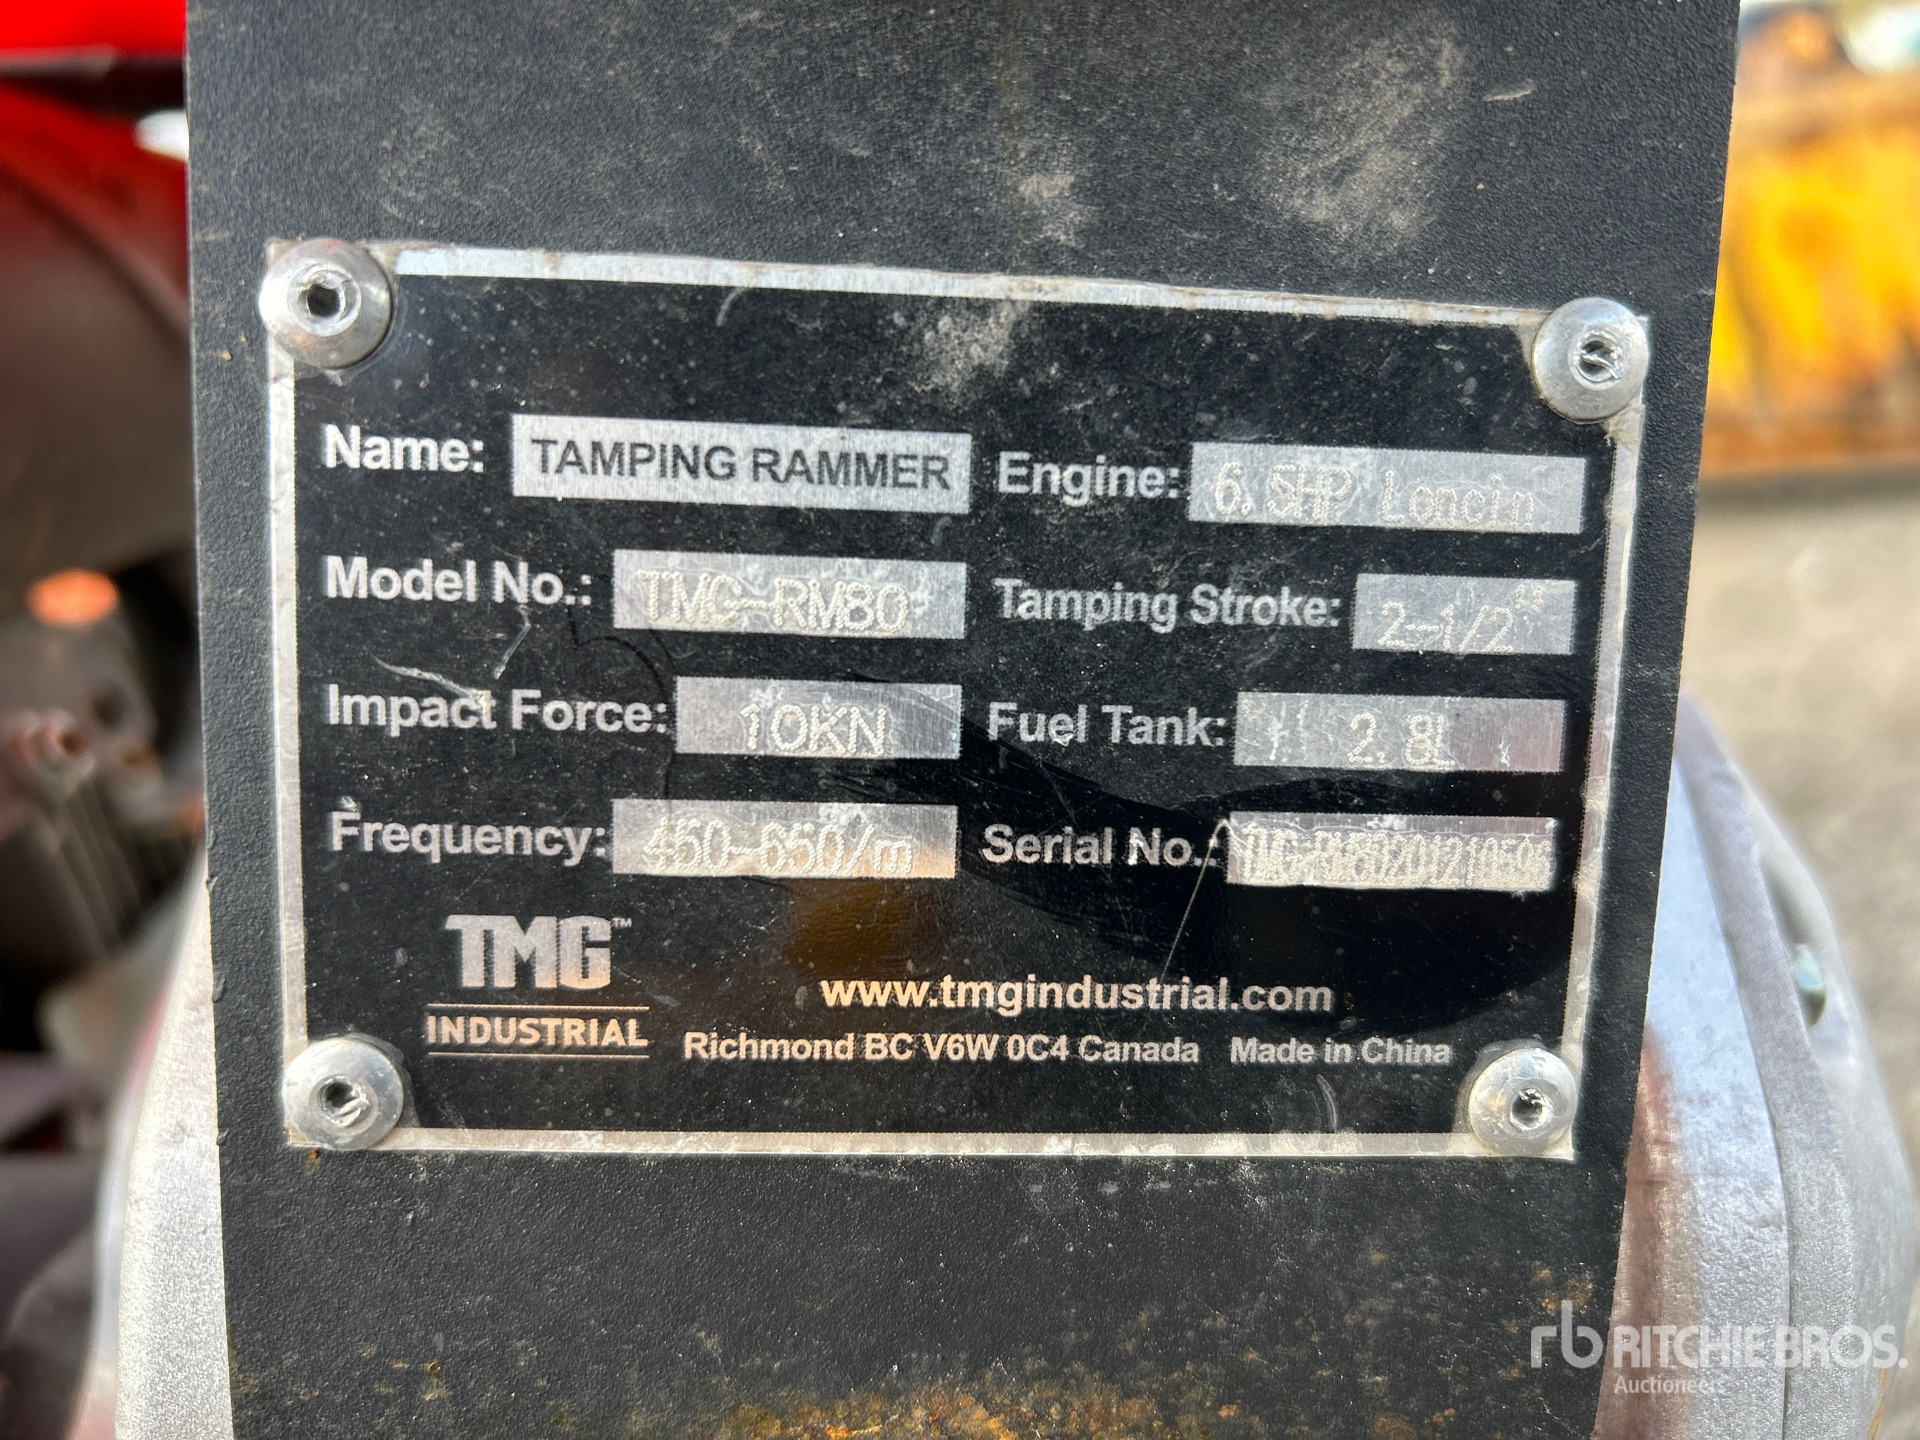 Name: TAMPING RAMMER Engine: 6.5HP Loncin
Model No.: TMG-RM80 Tamping Stroke: 2-1/2"
Impact Force: 10KN Fuel Tank: 2.8L
Frequency: 450-650/m Serial No.:
TMG™
INDUSTRIAL
www.tmgindustrial.com
Richmond BC V6W 0C4 Canada Made in China
rb RITCHIE BROS.
Auctioneers